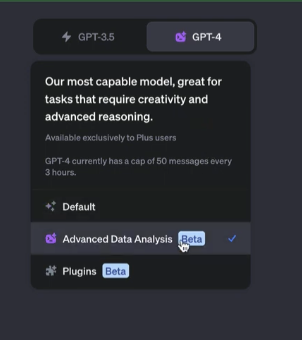 GPT-3.5
GPT-4
Our most capable model, great for
tasks that require creativity and
advanced reasoning.
Available exclusively to Plus users
GPT-4 currently has a cap of 50 messages every
3 hours.
Default
Advanced Data Analysis Beta
Plugins Beta